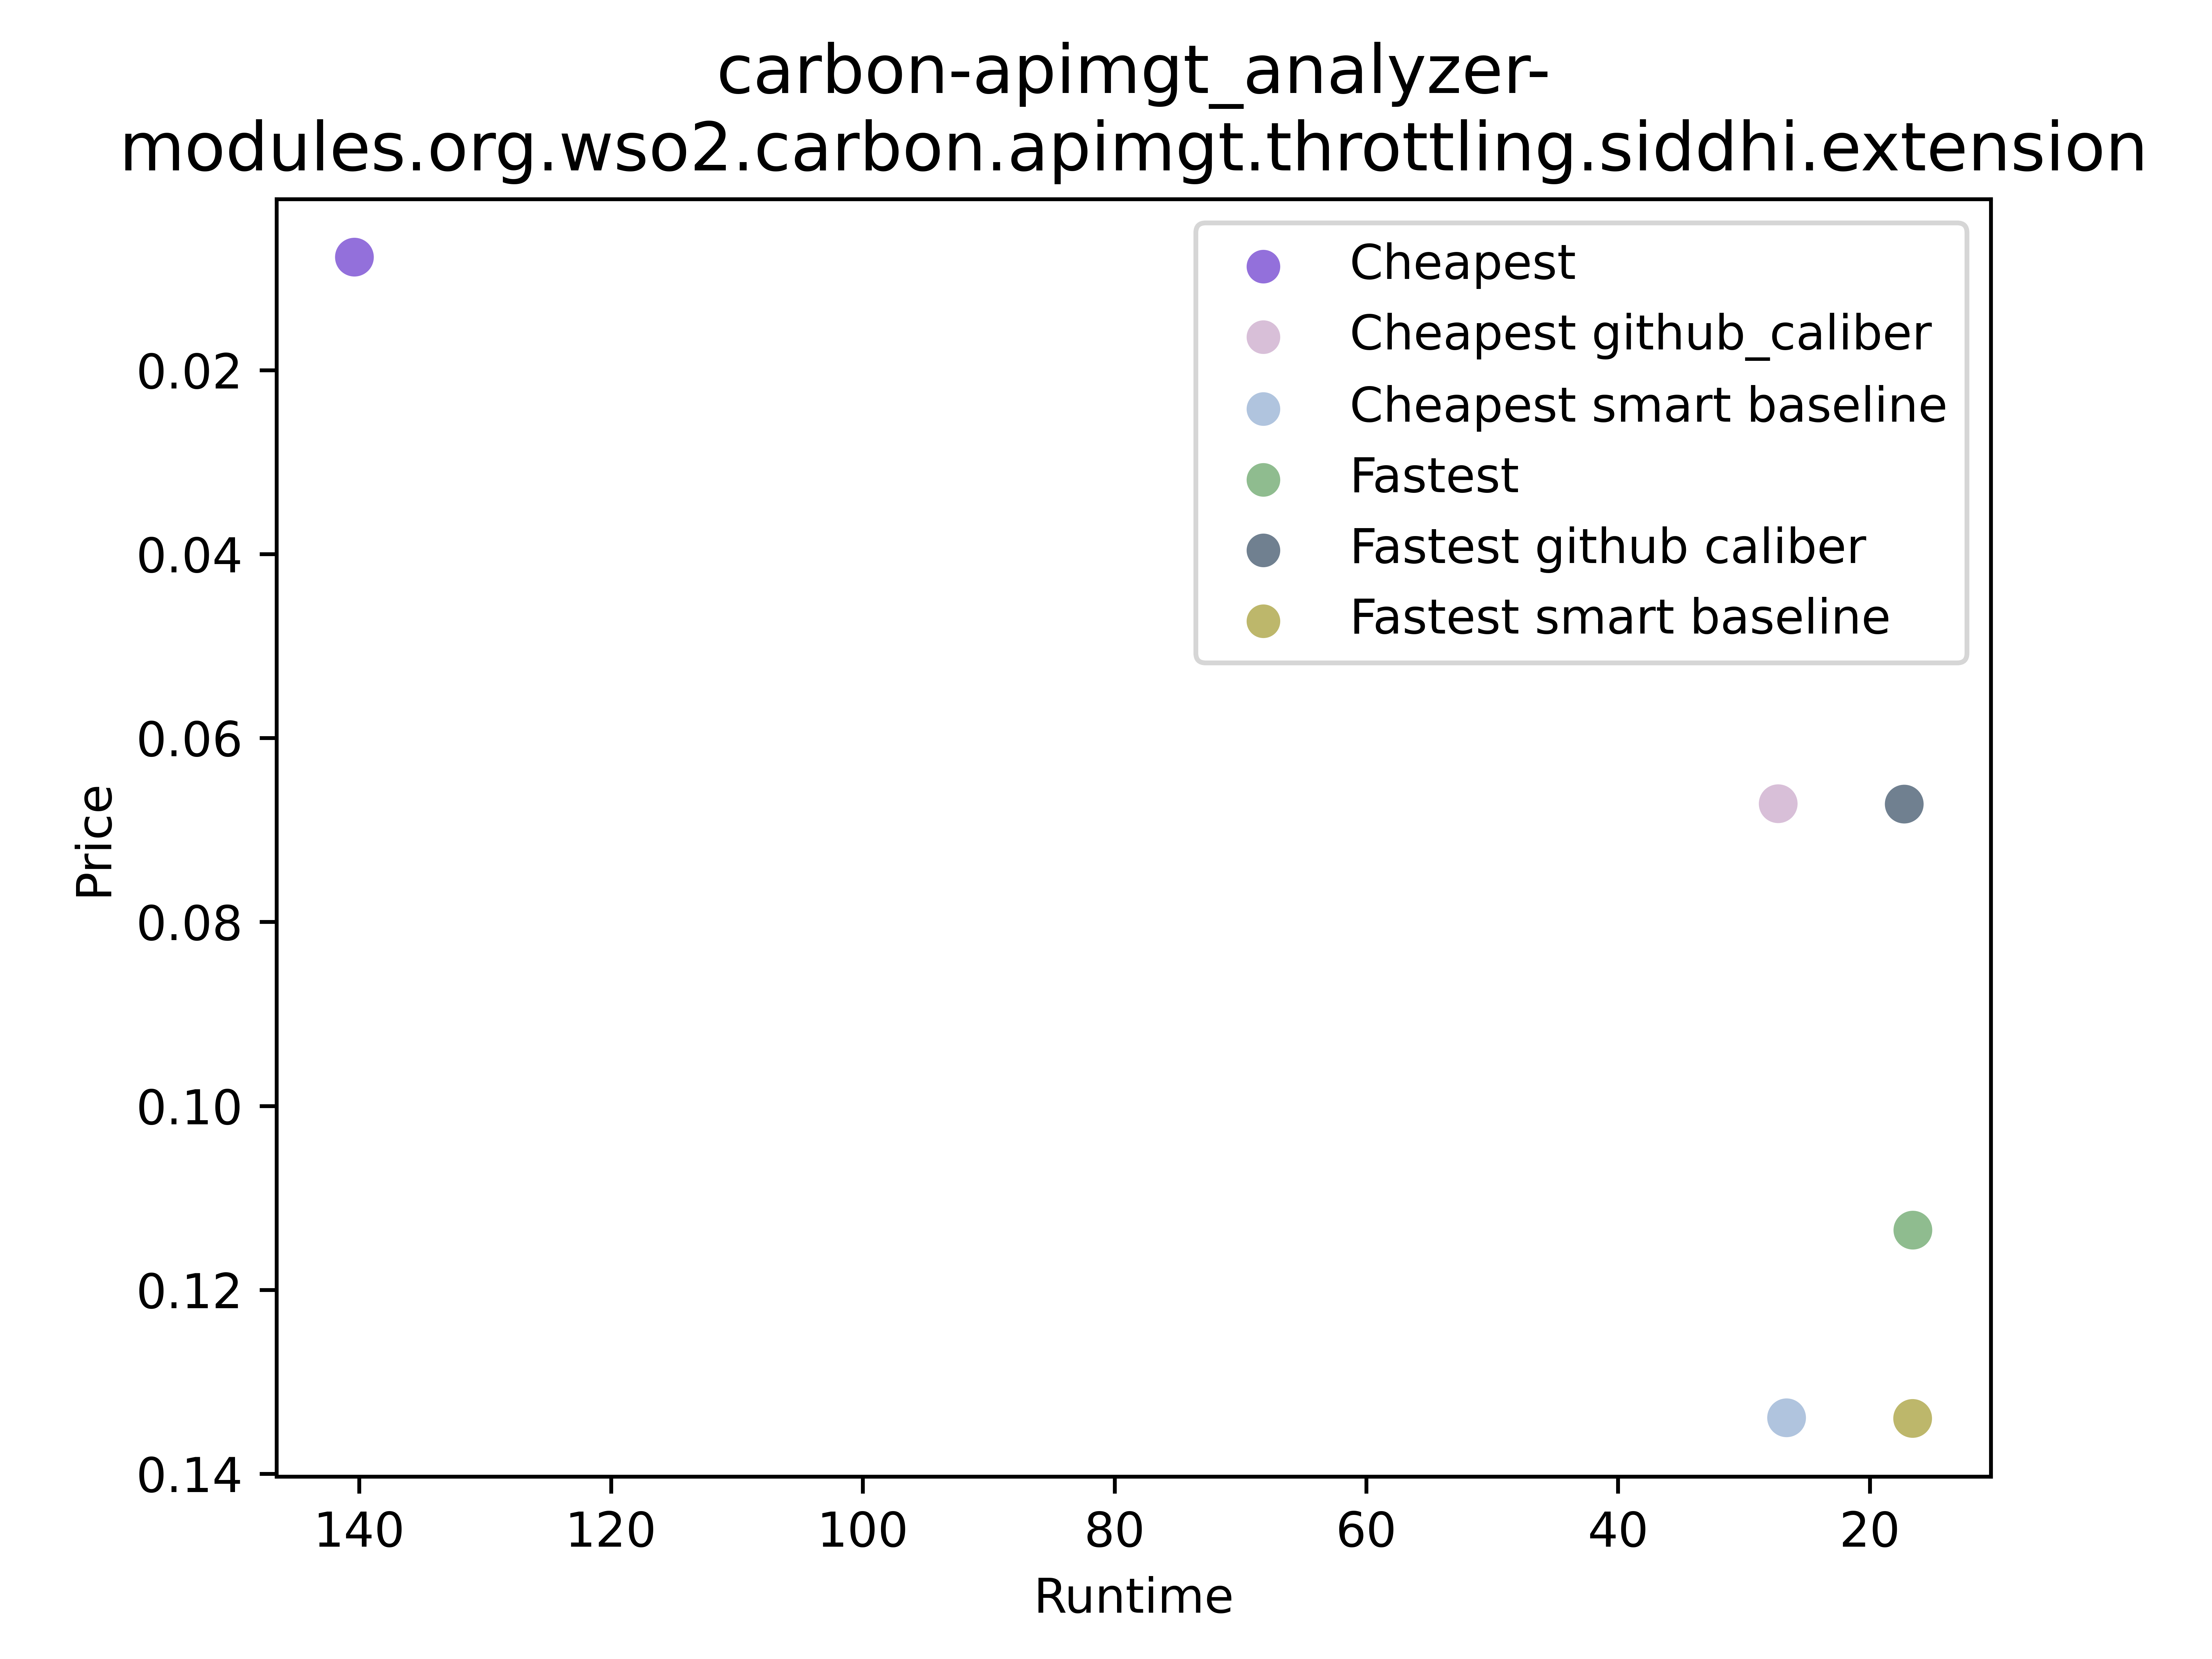 carbon-apimgt_analyzer-
modules.org.wso2.carbon.apimgt.throttling.siddhi.extension
Cheapest
Cheapest github_caliber
Cheapest smart baseline
Fastest
Fastest github caliber
Fastest smart baseline
Price
0.02
0.04
0.06
0.08
0.10
0.12
0.14
140 120 100 80 60 40 20
Runtime